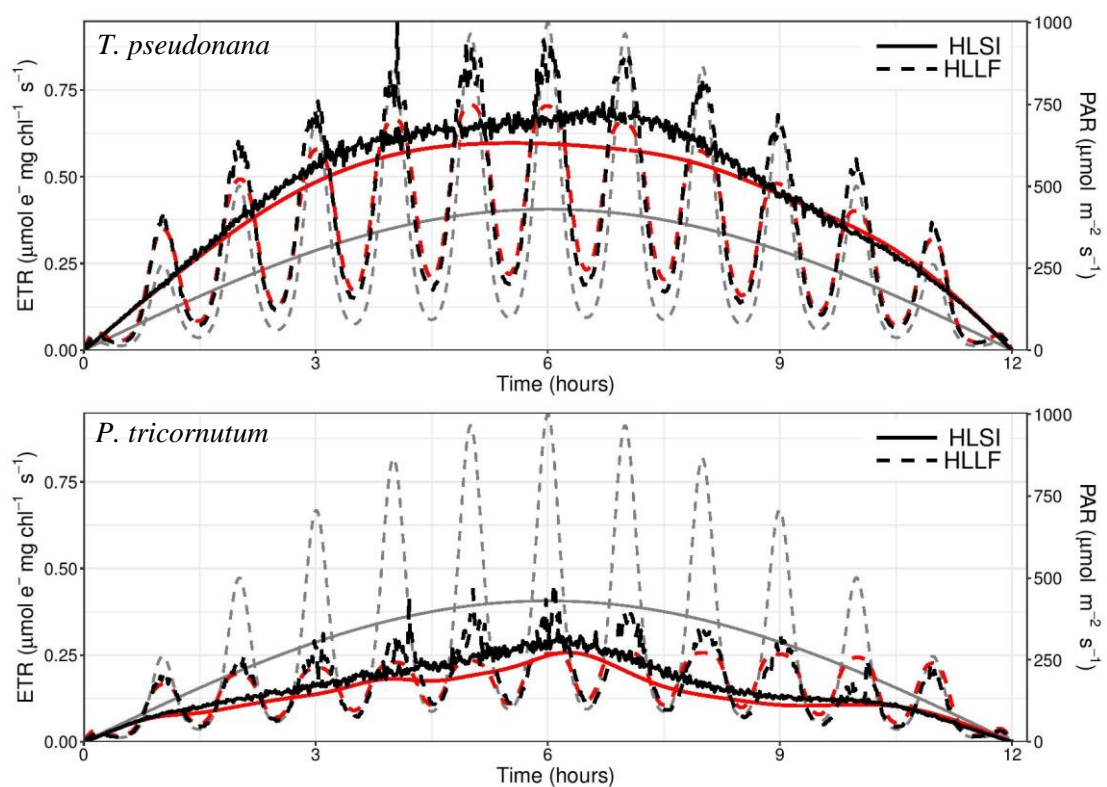 T. pseudonana
HLSI
HLLF
ETR (μmol e⁻ mg chl⁻¹ s⁻¹)
0.75
0.50
0.25
0.00
PAR (μmol m⁻² s⁻¹)
1000
750
500
250
0
0 3 6 9 12
Time (hours)
P. tricornutum
HLSI
HLLF
ETR (μmol e⁻ mg chl⁻¹ s⁻¹)
0.75
0.50
0.25
0.00
PAR (μmol m⁻² s⁻¹)
1000
750
500
250
0
0 3 6 9 12
Time (hours)